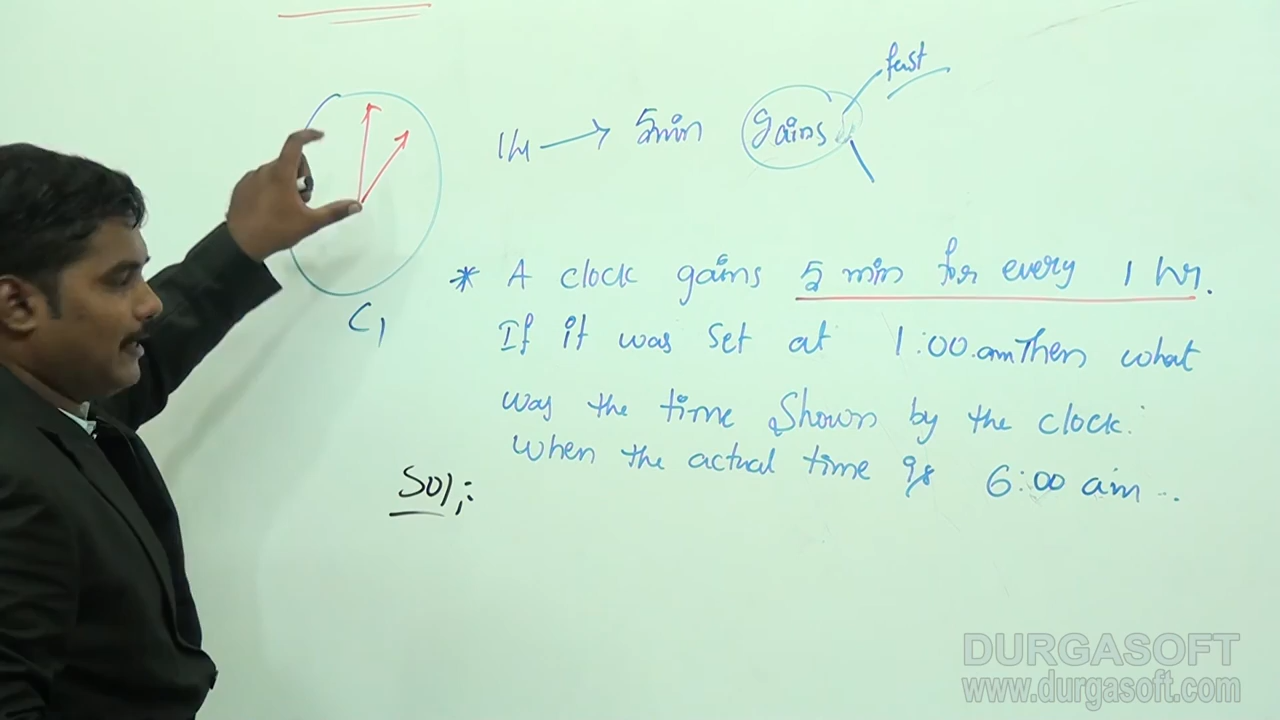 fast
1H → 5min gains
* A clock gains 5 min for every 1 hr.
If it was set at 1:00.am Then what
was the time shown by the clock.
when the actual time is 6:00 am..
C1
Sol;
DURGASOFT
www.durgasoft.com